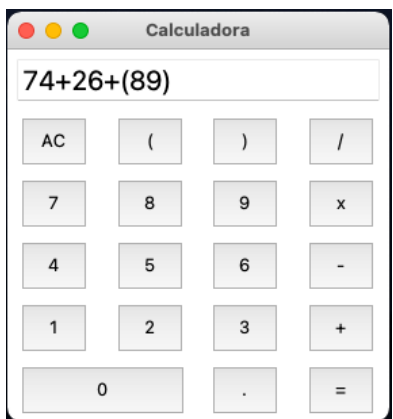 Calculadora
74+26+(89)
AC ( ) /
7 8 9 x
4 5 6 -
1 2 3 +
0 . =